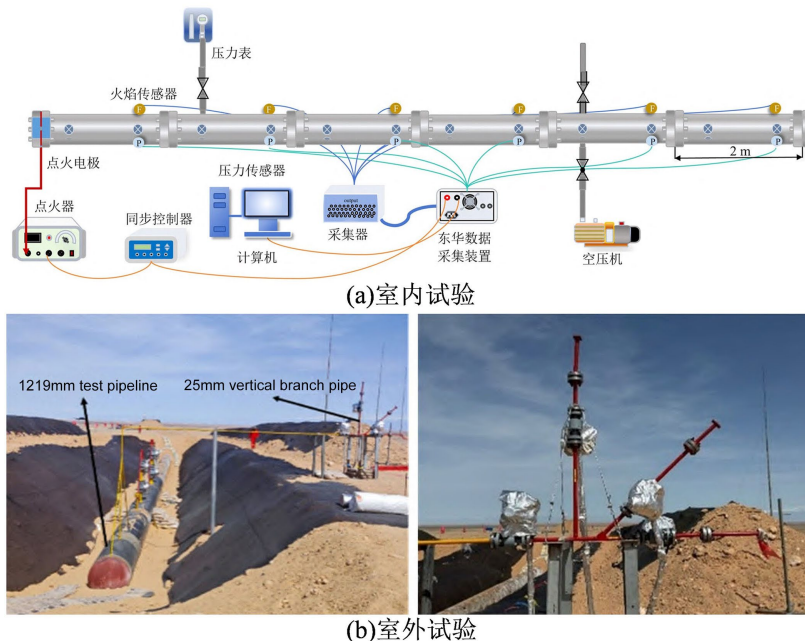 压力表
火焰传感器
F
F
F
F
F
F
P
P
P
P
P
P
2 m
点火电极
压力传感器
点火器
同步控制器
output
计算机
采集器
东华数据
采集装置
空压机
(a)室内试验
1219mm test pipeline
25mm vertical branch pipe
(b)室外试验